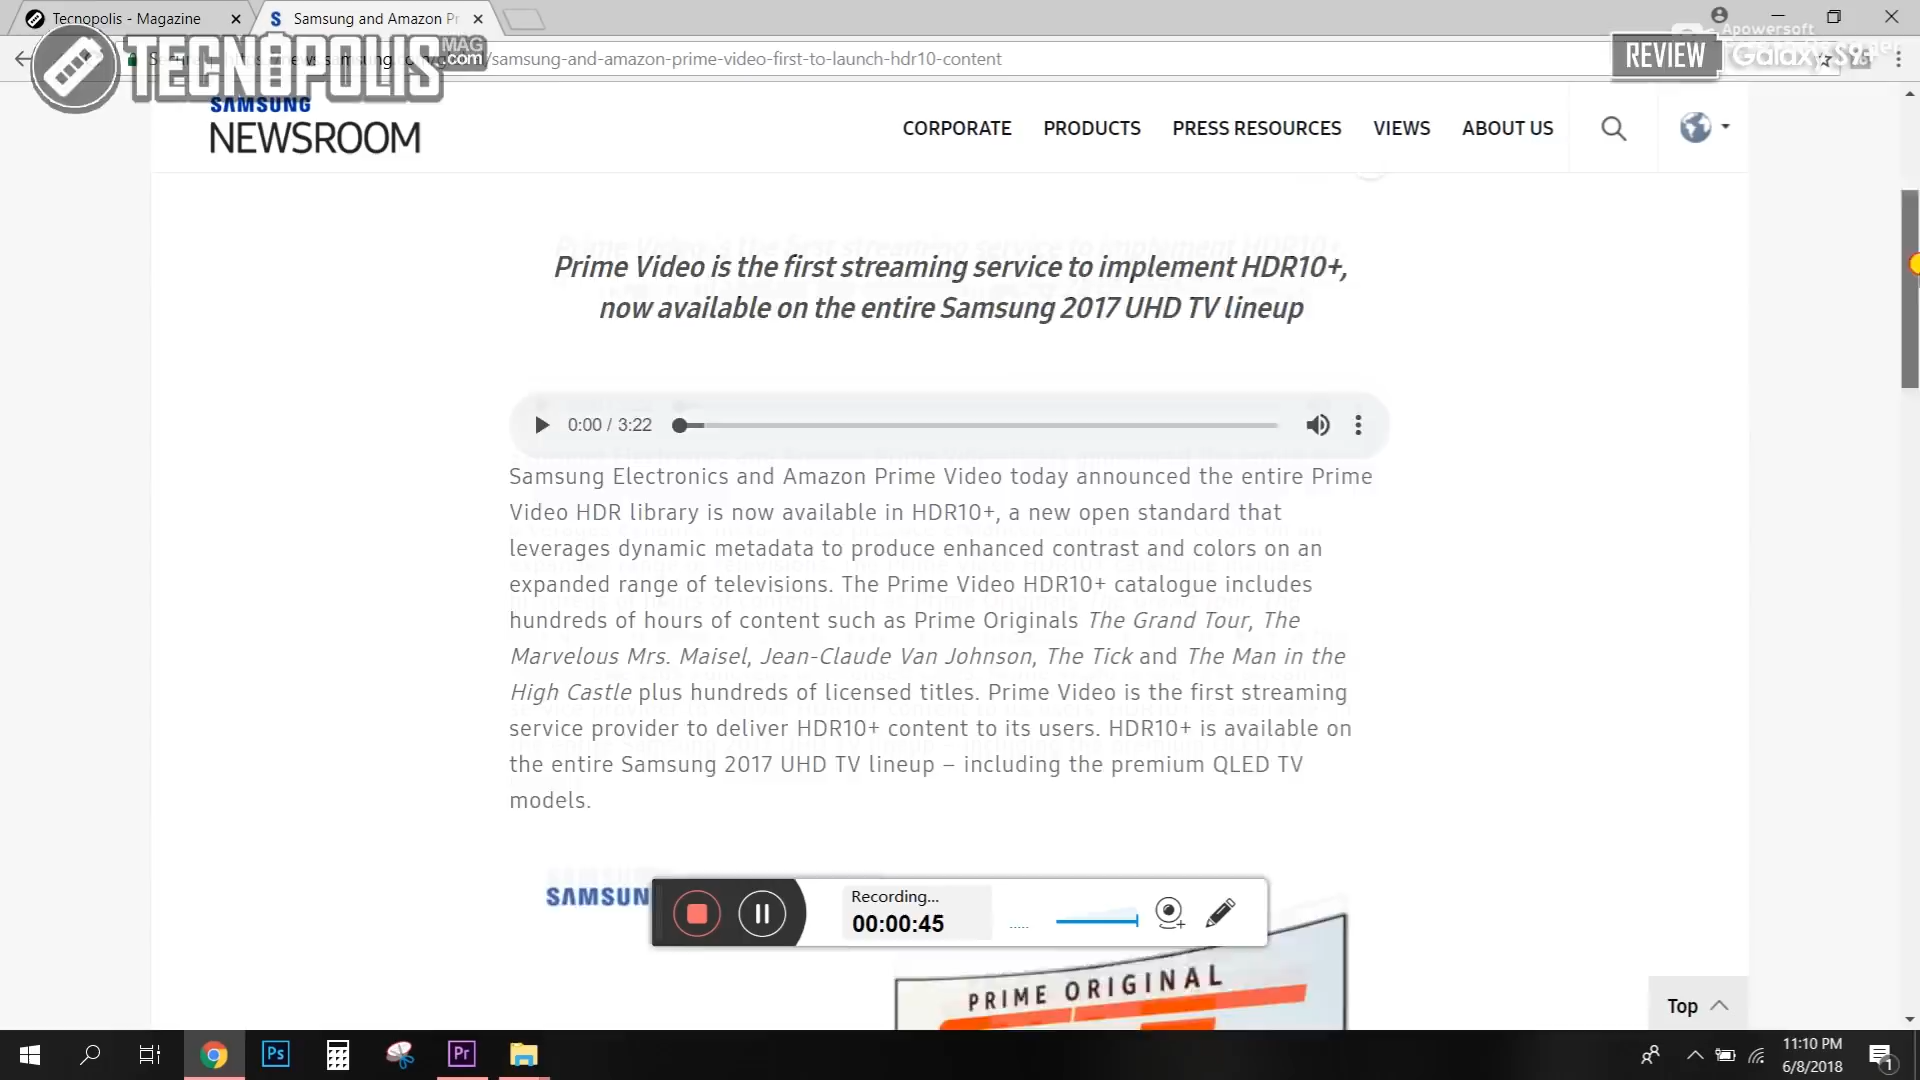 Tecnopolis - Magazine
Samsung and Amazon Pr
Apowersoft
TECNOPOLIS MAG .com
/samsung-and-amazon-prime-video-first-to-launch-hdr10-content
REVIEW Galaxy S9+
SAMSUNG
NEWSROOM
CORPORATE PRODUCTS PRESS RESOURCES VIEWS ABOUT US
Prime Video is the first streaming service to implement HDR10+,
now available on the entire Samsung 2017 UHD TV lineup
0:00 / 3:22
Samsung Electronics and Amazon Prime Video today announced the entire Prime
Video HDR library is now available in HDR10+, a new open standard that
leverages dynamic metadata to produce enhanced contrast and colors on an
expanded range of televisions. The Prime Video HDR10+ catalogue includes
hundreds of hours of content such as Prime Originals The Grand Tour, The
Marvelous Mrs. Maisel, Jean-Claude Van Johnson, The Tick and The Man in the
High Castle plus hundreds of licensed titles. Prime Video is the first streaming
service provider to deliver HDR10+ content to its users. HDR10+ is available on
the entire Samsung 2017 UHD TV lineup – including the premium QLED TV
models.
SAMSUN
Recording...
00:00:45
PRIME ORIGINAL
Top
Ps
Pr
11:10 PM
6/8/2018
1